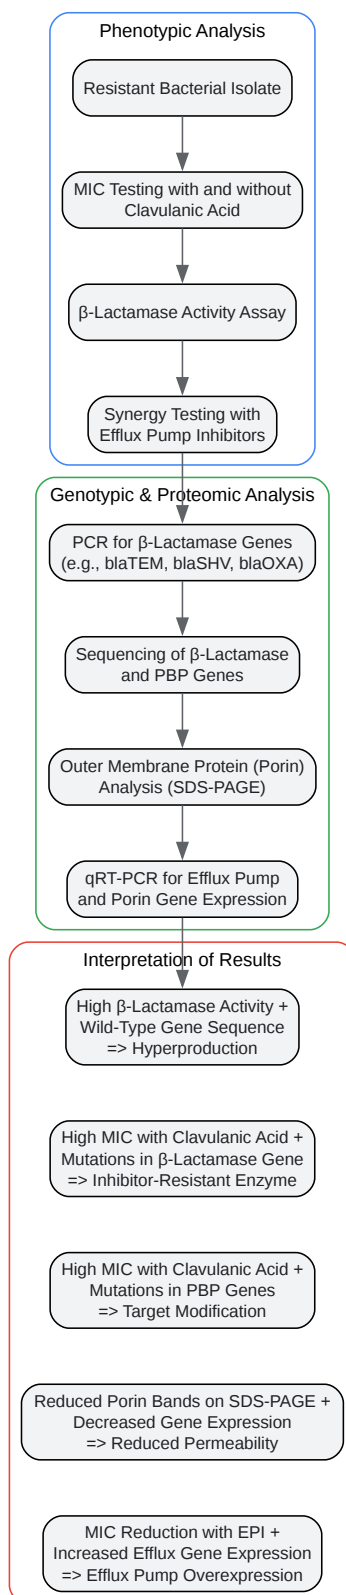 Phenotypic Analysis
Resistant Bacterial Isolate
MIC Testing with and without
Clavulanic Acid
β-Lactamase Activity Assay
Synergy Testing with
Efflux Pump Inhibitors
Genotypic & Proteomic Analysis
PCR for β-Lactamase Genes
(e.g., blaTEM, blaSHV, blaOXA)
Sequencing of β-Lactamase
and PBP Genes
Outer Membrane Protein (Porin)
Analysis (SDS-PAGE)
qRT-PCR for Efflux Pump
and Porin Gene Expression
Interpretation of Results
High β-Lactamase Activity +
Wild-Type Gene Sequence
=> Hyperproduction
High MIC with Clavulanic Acid +
Mutations in β-Lactamase Gene
=> Inhibitor-Resistant Enzyme
High MIC with Clavulanic Acid +
Mutations in PBP Genes
=> Target Modification
Reduced Porin Bands on SDS-PAGE +
Decreased Gene Expression
=> Reduced Permeability
MIC Reduction with EPI +
Increased Efflux Gene Expression
=> Efflux Pump Overexpression